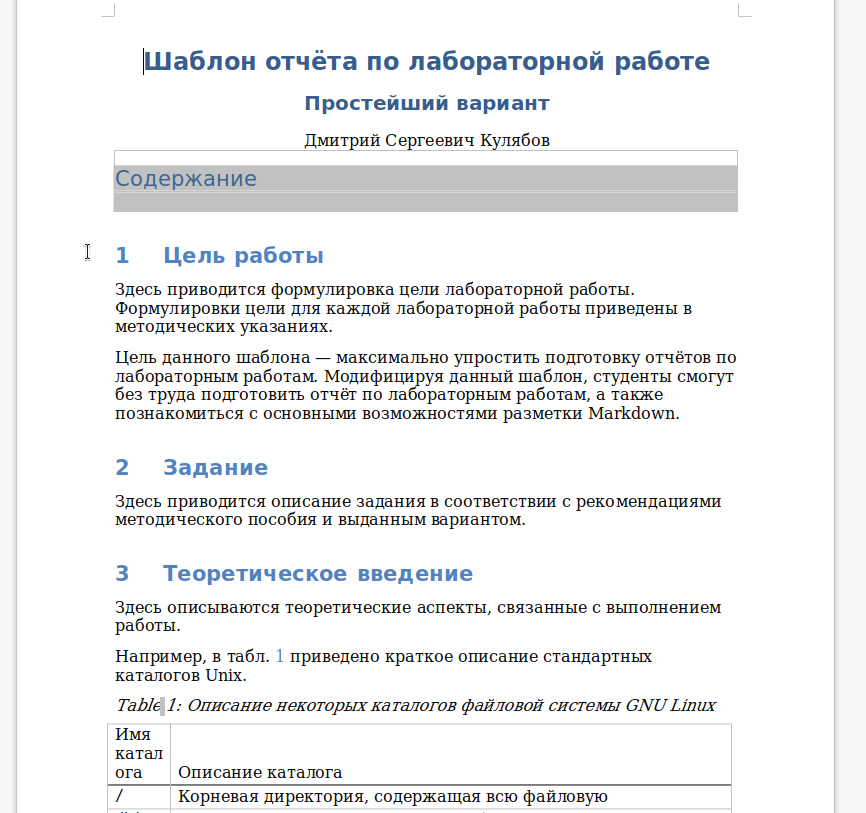 Шаблон отчёта по лабораторной работе
Простейший вариант
Дмитрий Сергеевич Кулябов
Содержание
1 Цель работы
Здесь приводится формулировка цели лабораторной работы.
Формулировки цели для каждой лабораторной работы приведены в
методических указаниях.
Цель данного шаблона — максимально упростить подготовку отчётов по
лабораторным работам. Модифицируя данный шаблон, студенты смогут
без труда подготовить отчёт по лабораторным работам, а также
познакомиться с основными возможностями разметки Markdown.
2 Задание
Здесь приводится описание задания в соответствии с рекомендациями
методического пособия и выданным вариантом.
3 Теоретическое введение
Здесь описываются теоретические аспекты, связанные с выполнением
работы.
Например, в табл. 1 приведено краткое описание стандартных
каталогов Unix.
Table 1: Описание некоторых каталогов файловой системы GNU Linux
Имя
катал
ога Описание каталога
/ Корневая директория, содержащая всю файловую